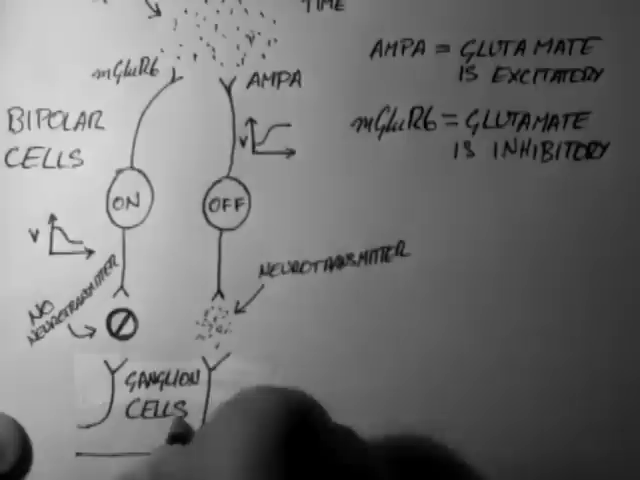 TIME
mGluR6
AMPA
AMPA = GLUTAMATE
IS EXCITATORY
mGluR6 = GLUTAMATE
IS INHIBITORY
BIPOLAR
CELLS
V
ON
OFF
V
NEUROTRANSMITTER
NO
NEUROTRANSMITTER
GANGLION
CELLS